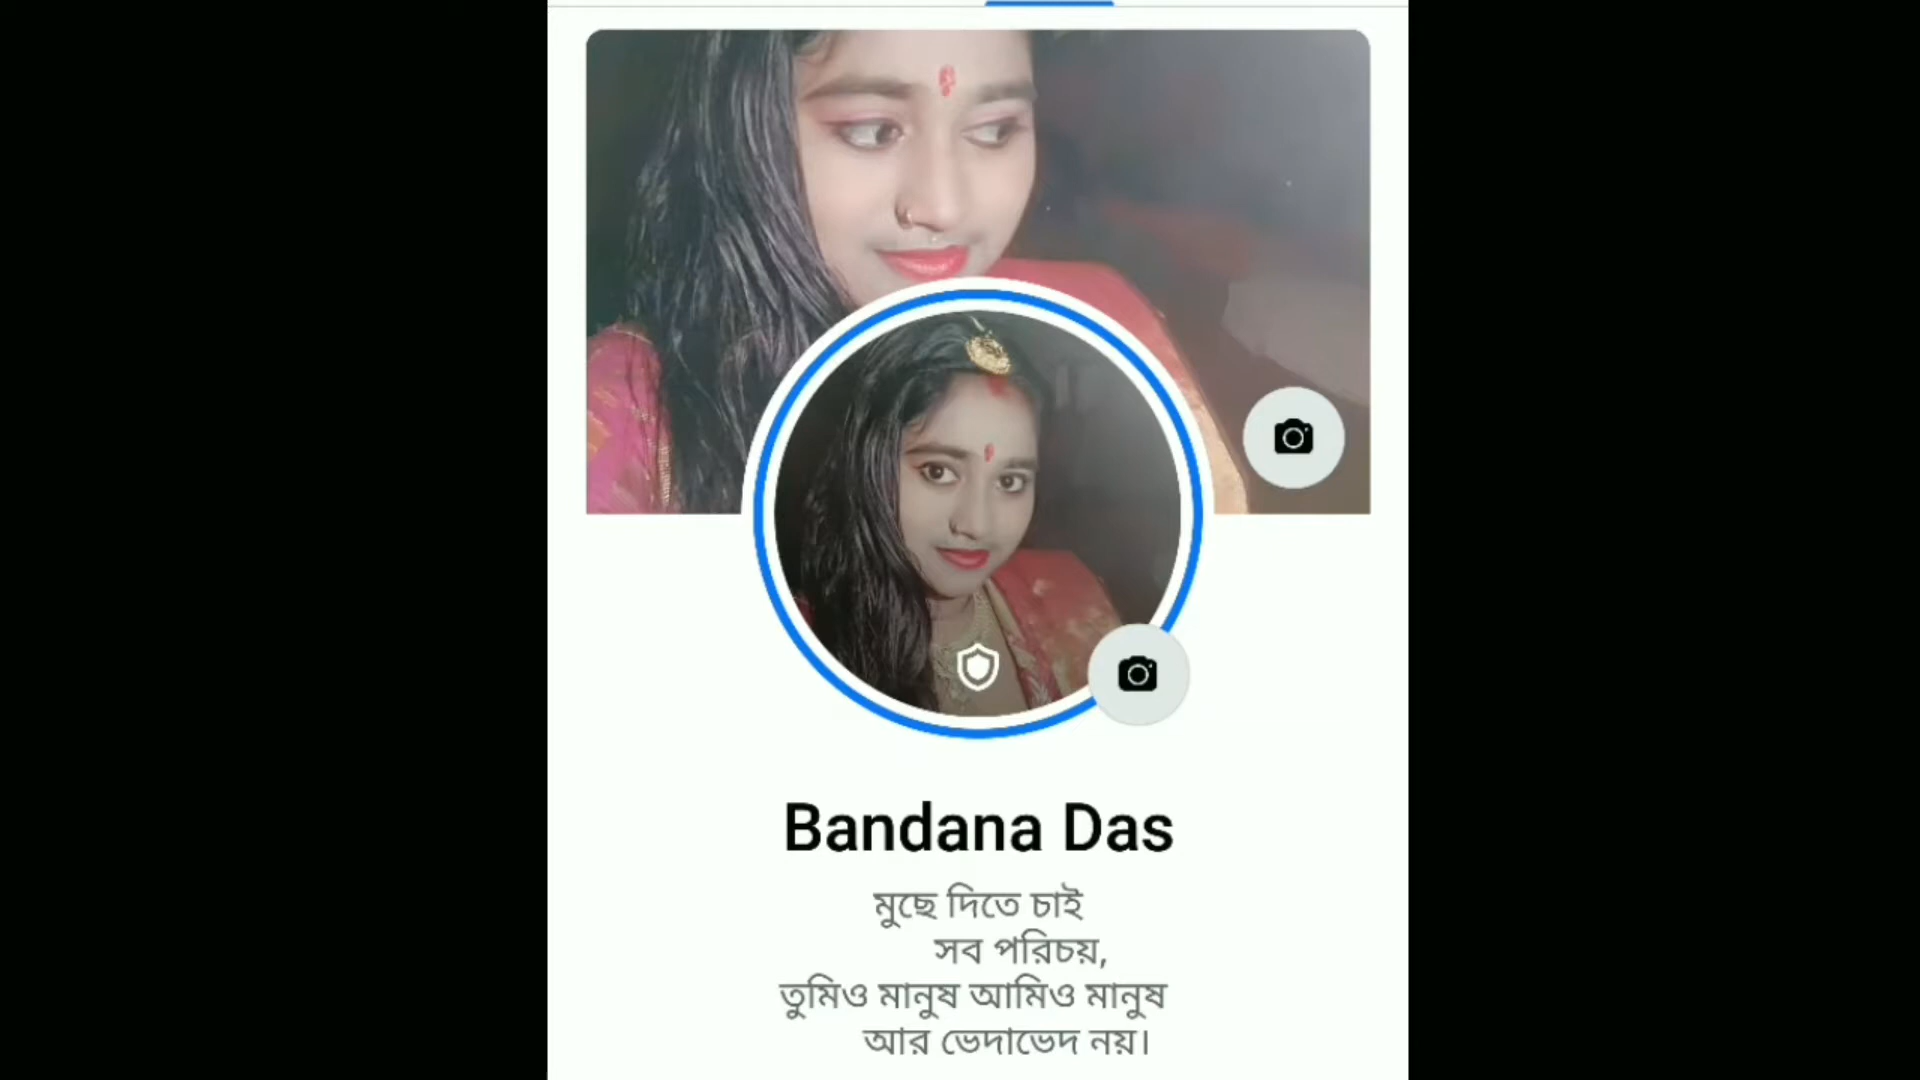 Bandana Das
মুছে দিতে চাই
সব পরিচয়,
তুমিও মানুষ আমিও মানুষ
আর ভেদাভেদ নয়।